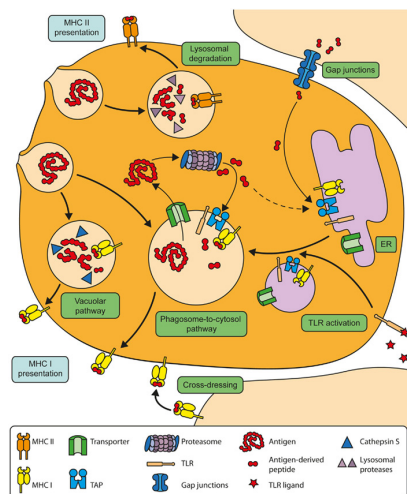 MHC II
presentation
Lysosomal
degradation
Gap junctions
ER
Vacuolar
pathway
Phagosome-to-cytosol
pathway
TLR activation
MHC I
presentation
Cross-dressing
MHC II
Transporter
Proteasome
Antigen
Cathepsin S
TLR
Antigen-derived
peptide
Lysosomal
proteases
MHC I
TAP
Gap junctions
TLR ligand